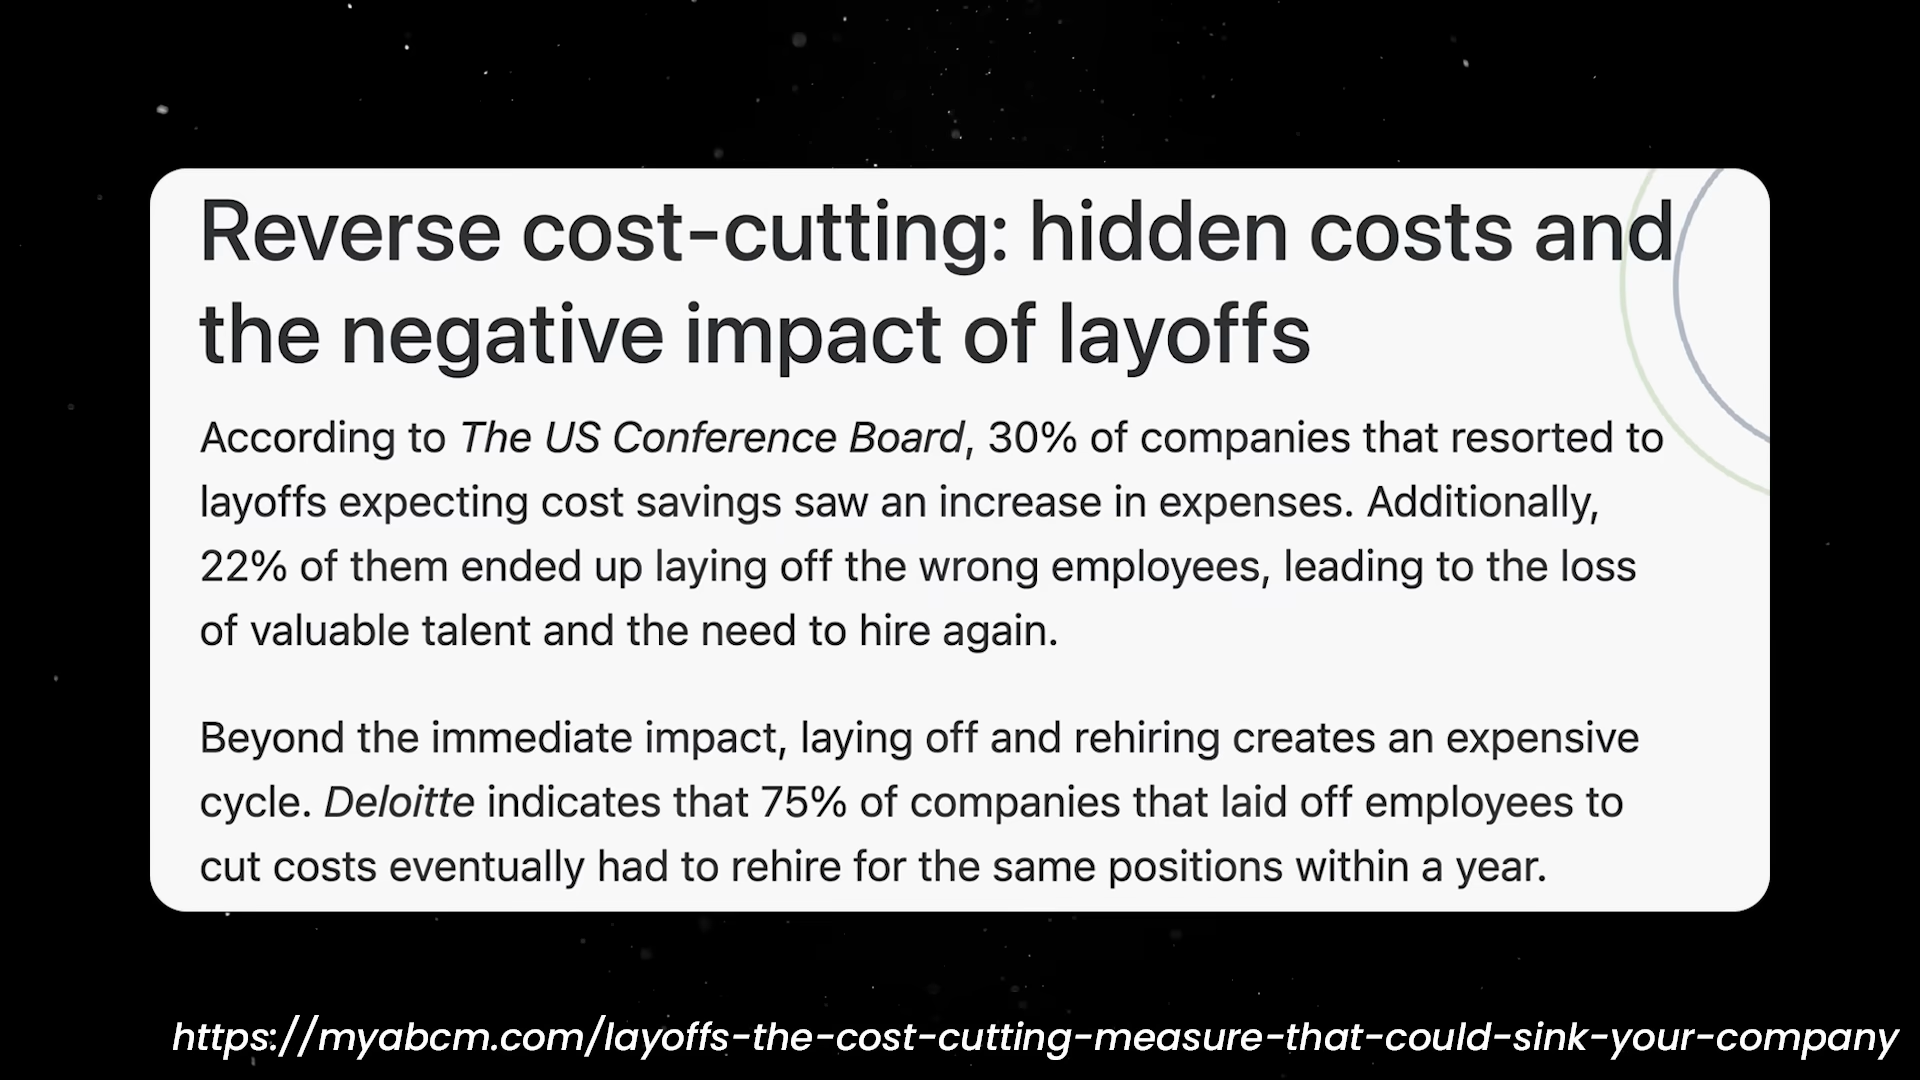 Reverse cost-cutting: hidden costs and
the negative impact of layoffs
According to The US Conference Board, 30% of companies that resorted to
layoffs expecting cost savings saw an increase in expenses. Additionally,
22% of them ended up laying off the wrong employees, leading to the loss
of valuable talent and the need to hire again.
Beyond the immediate impact, laying off and rehiring creates an expensive
cycle. Deloitte indicates that 75% of companies that laid off employees to
cut costs eventually had to rehire for the same positions within a year.
https://myabcm.com/layoffs-the-cost-cutting-measure-that-could-sink-your-company